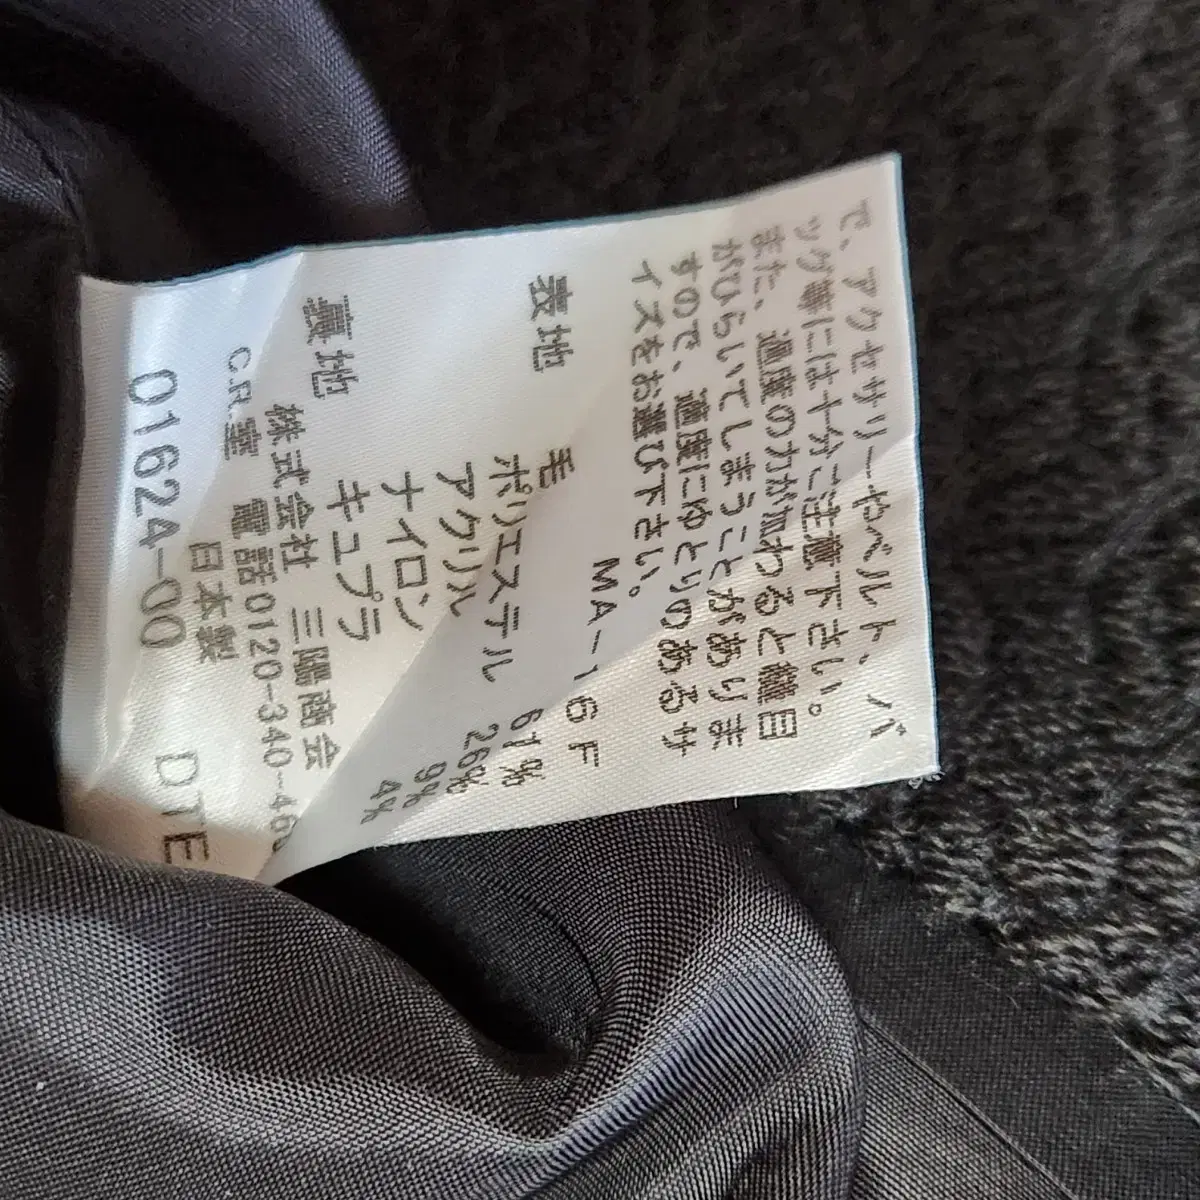 で、アクセサリーやベルト、バ
ッグ等には十分ご注意下さい。
また、過度の力が加わると織目
がひらいてしまうことがありま
すので、適度にゆとりのあるサ
イズをお選び下さい。
MA-16F
表地 毛 61%
ポリエステル 26%
アクリル 9%
ナイロン 4%
裏地 キュプラ
株式会社 三陽商会
C.R.室 電話0120-340-460
日本製
01624-00 DTE